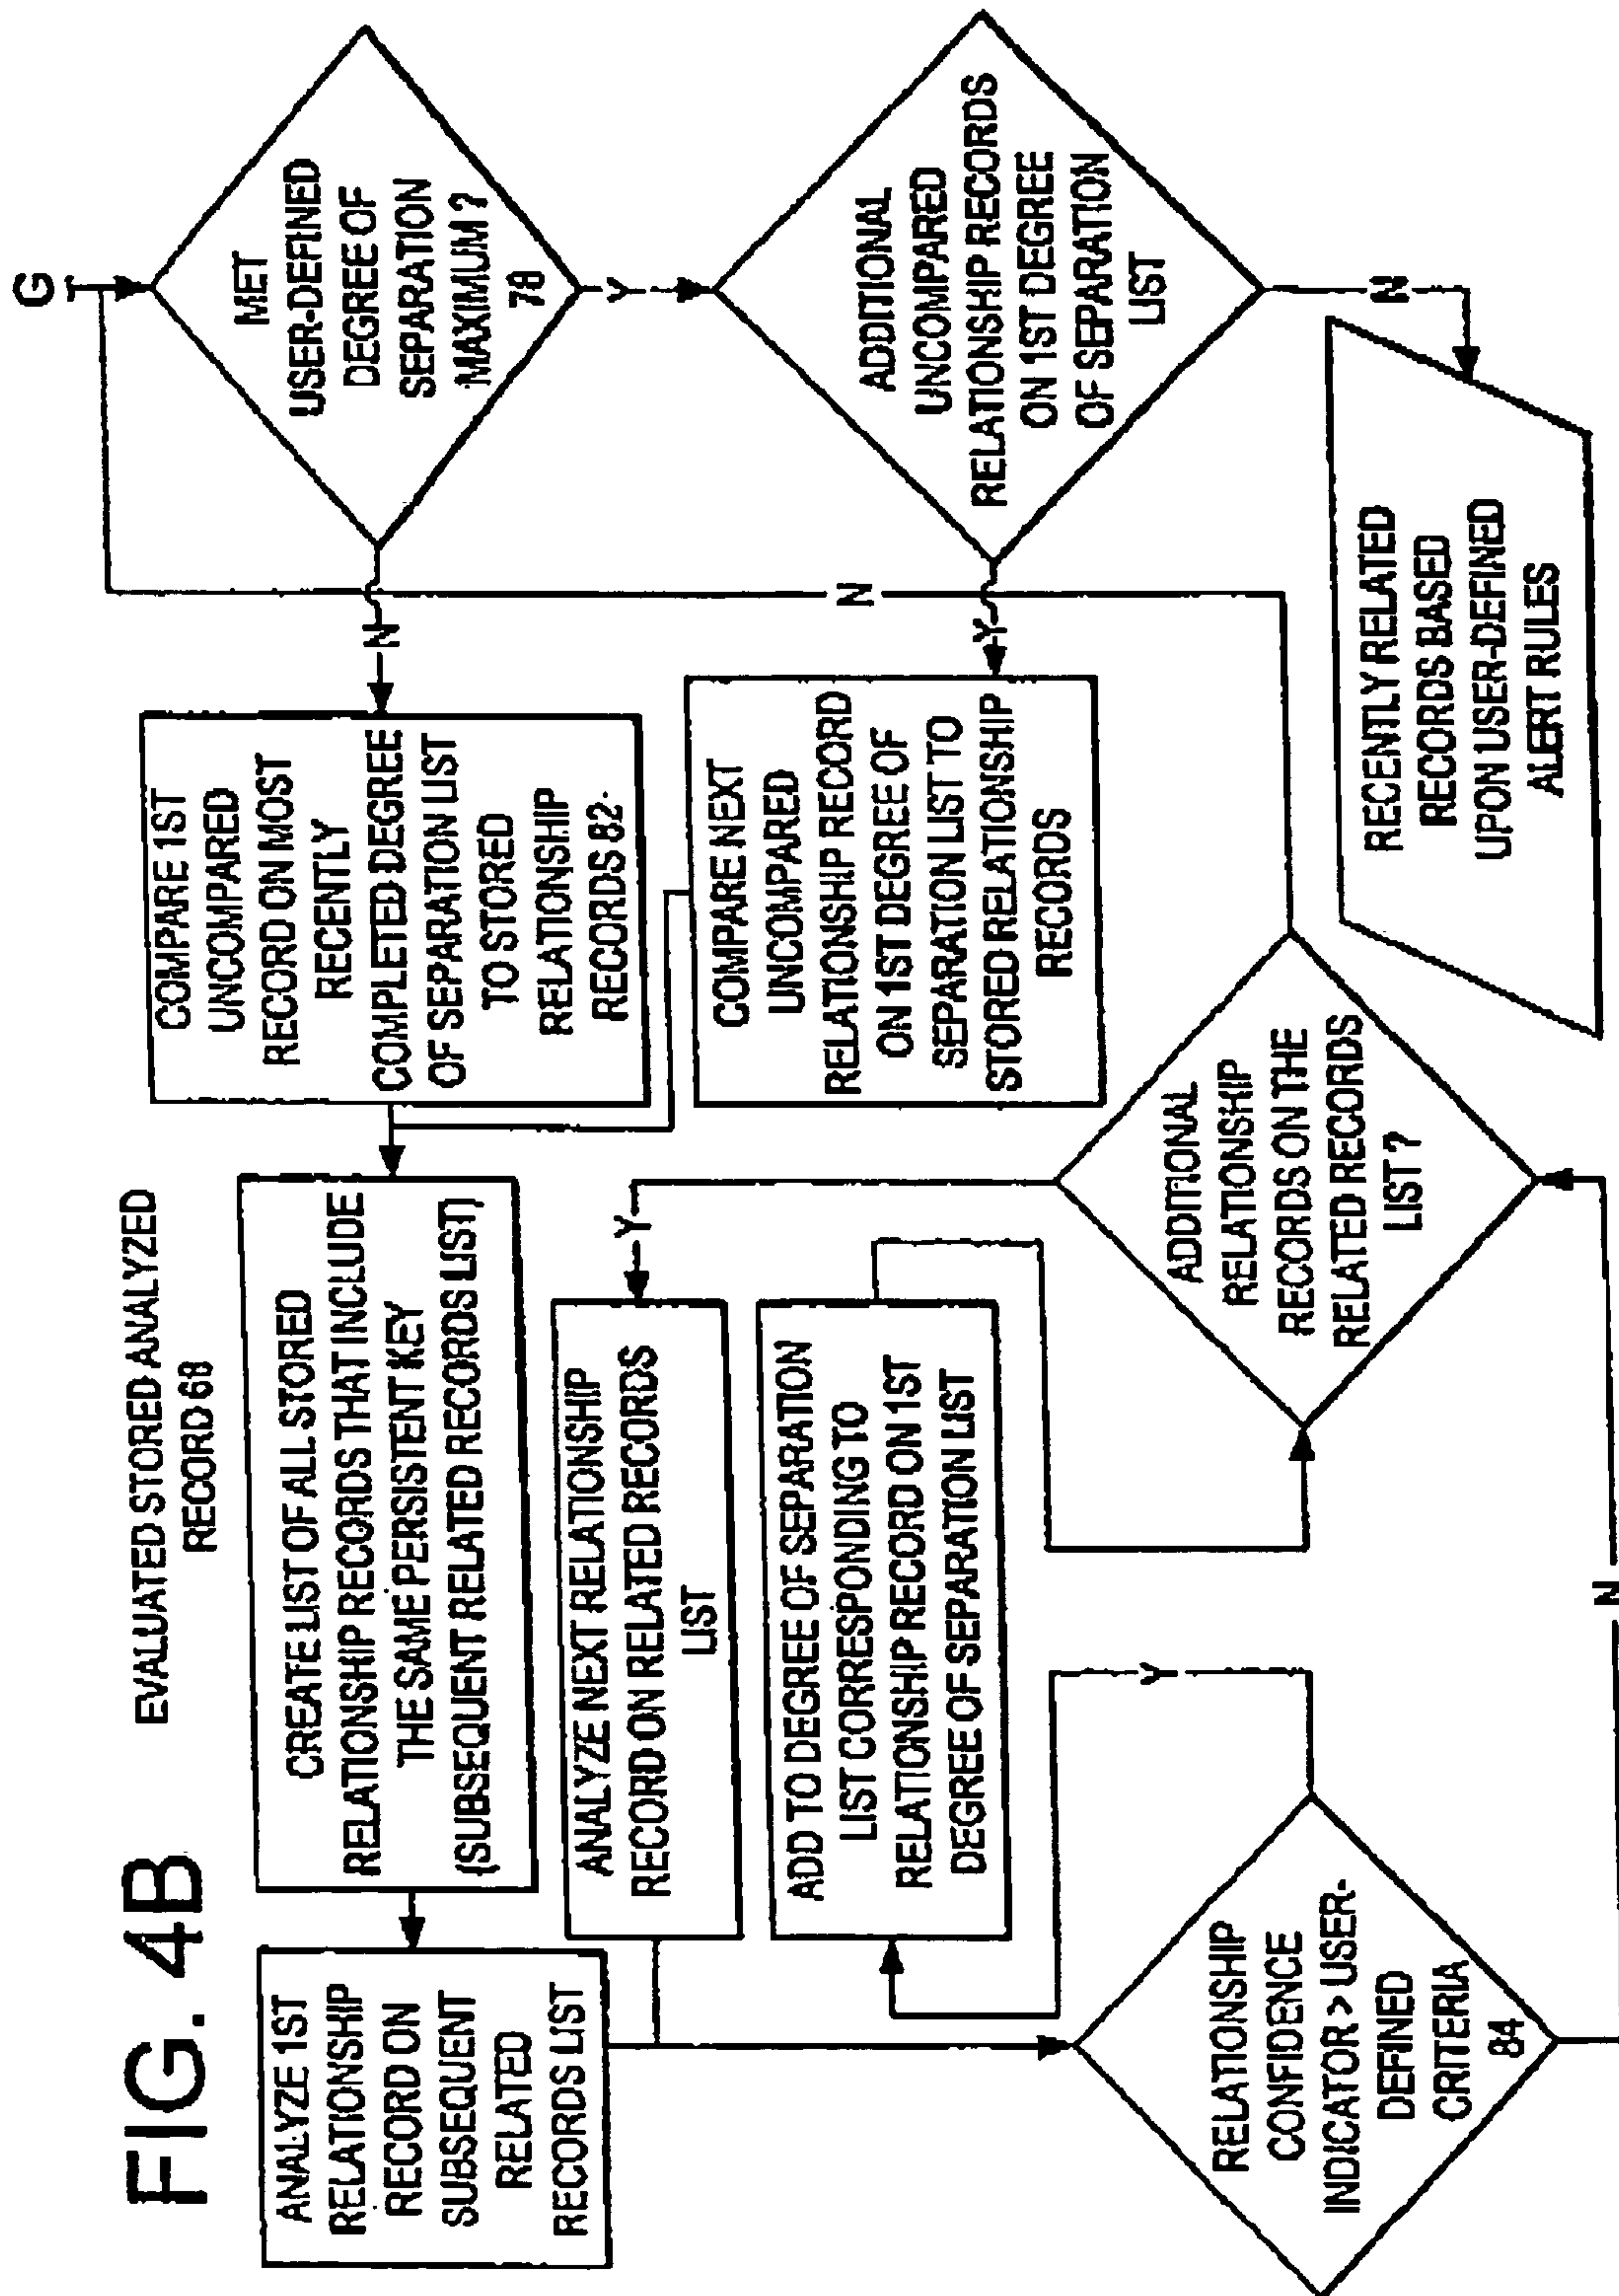 FIG. 4B
EVALUATED STORED ANALYZED
RECORD 68
G
MET
USER-DEFINED
DEGREE OF
SEPARATION
MAXIMUM ?
78
N
Y
COMPARE 1ST
UNCOMPARED
RECORD ON MOST
RECENTLY
COMPLETED DEGREE
OF SEPARATION LIST
TO STORED
RELATIONSHIP
RECORDS 82
ADDITIONAL
UNCOMPARED
RELATIONSHIP RECORDS
ON 1ST DEGREE
OF SEPARATION
LIST
Y
N
COMPARE NEXT
UNCOMPARED
RELATIONSHIP RECORD
ON 1ST DEGREE OF
SEPARATION LIST TO
STORED RELATIONSHIP
RECORDS
RECENTLY RELATED
RECORDS BASED
UPON USER-DEFINED
ALERT RULES
CREATE LIST OF ALL STORED
RELATIONSHIP RECORDS THAT INCLUDE
THE SAME PERSISTENT KEY
(SUBSEQUENT RELATED RECORDS LIST)
ANALYZE 1ST
RELATIONSHIP
RECORD ON
SUBSEQUENT
RELATED
RECORDS LIST
ANALYZE NEXT RELATIONSHIP
RECORD ON RELATED RECORDS
LIST
ADD TO DEGREE OF SEPARATION
LIST CORRESPONDING TO
RELATIONSHIP RECORD ON 1ST
DEGREE OF SEPARATION LIST
ADDITIONAL
RELATIONSHIP
RECORDS ON THE
RELATED RECORDS
LIST ?
Y
N
RELATIONSHIP
CONFIDENCE
INDICATOR > USER-
DEFINED
CRITERIA
84
Y
N